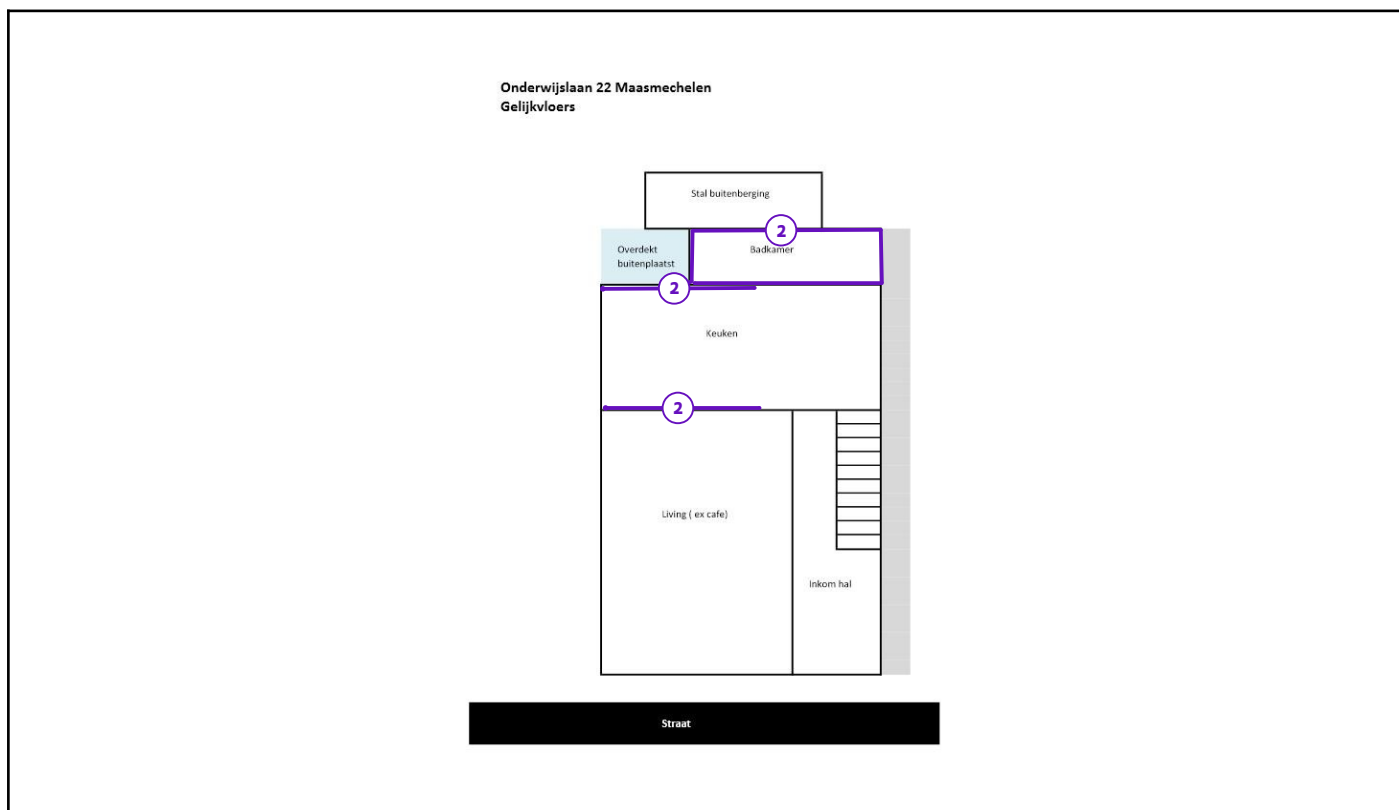 Onderwijslaan 22 Maasmechelen
Gelijkvloers
Stal buitenberging
2
Overdekt
buitenplaatst
Badkamer
2
Keuken
2
Living ( ex cafe)
Inkom hal
Straat